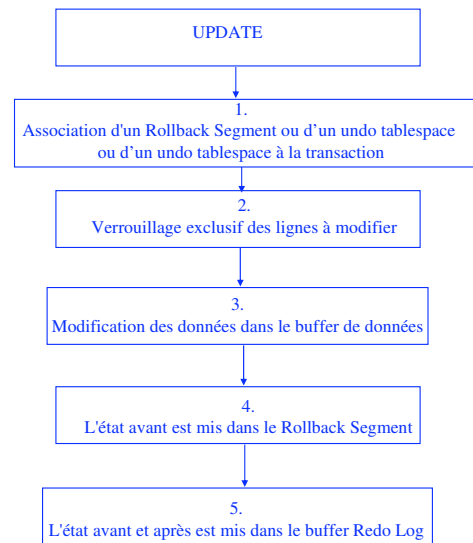 UPDATE
1.
Association d'un Rollback Segment ou d'un undo tablespace
ou d'un undo tablespace à la transaction
2.
Verrouillage exclusif des lignes à modifier
3.
Modification des données dans le buffer de données
4.
L'état avant est mis dans le Rollback Segment
5.
L'état avant et après est mis dans le buffer Redo Log